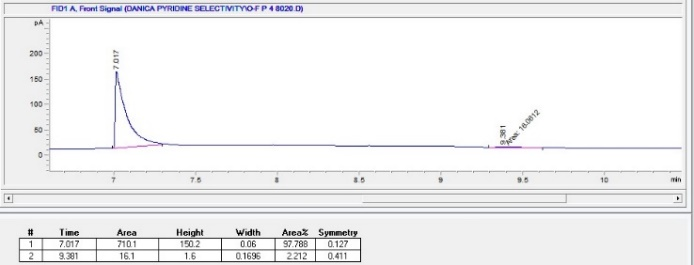 FID1 A, Front Signal (DANICA PYRIDINE SELECTIVITY\O-F P 4 8020.D)
pA
200
150
100
50
0
7.017
9.381
Area: 16.0612
7 7.5 8 8.5 9 9.5 10 min
# Time Area Height Width Area% Symmetry
1 7.017 710.1 150.2 0.06 97.788 0.127
2 9.381 16.1 1.6 0.1696 2.212 0.411